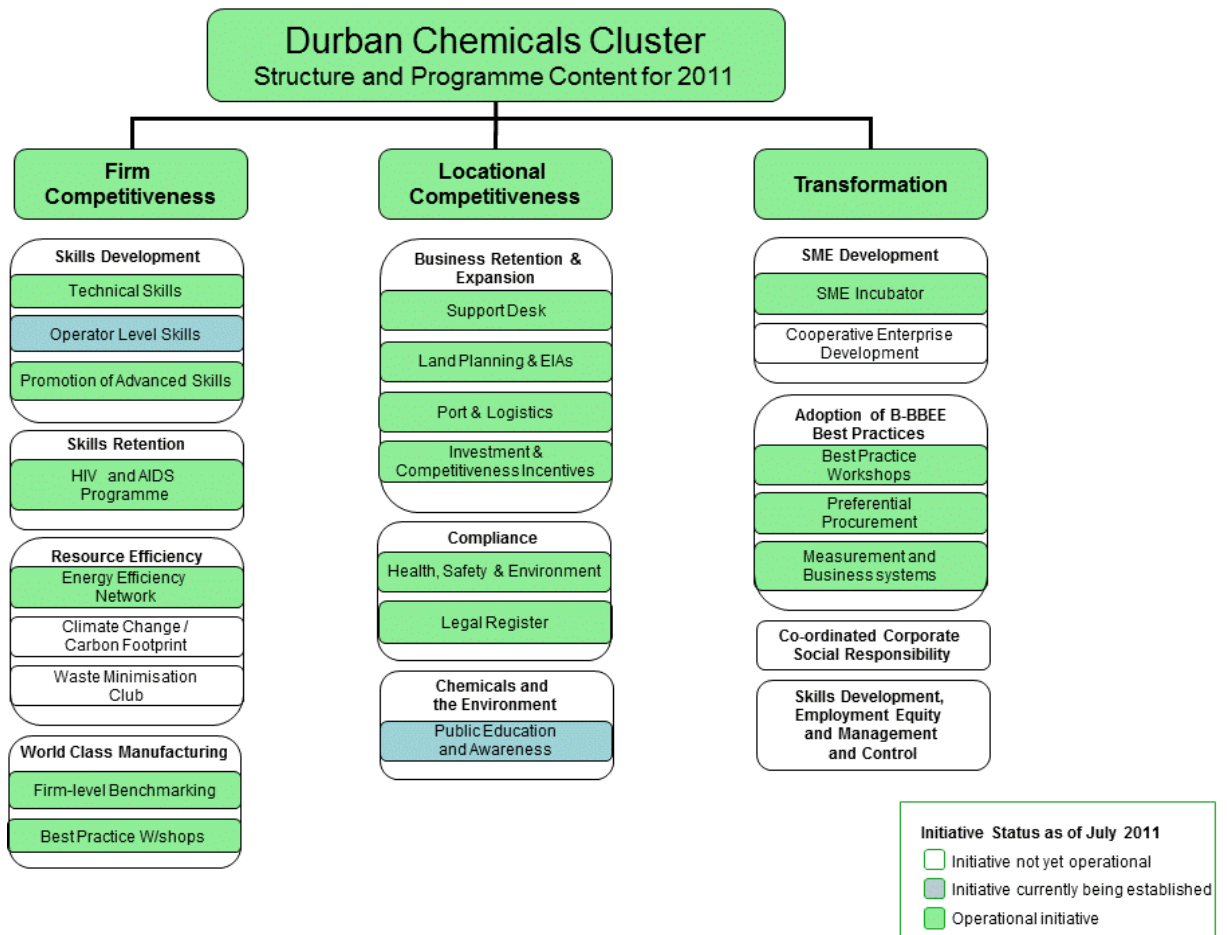 Durban Chemicals Cluster
Structure and Programme Content for 2011
Firm
Competitiveness
Skills Development
Technical Skills
Operator Level Skills
Promotion of Advanced Skills
Skills Retention
HIV and AIDS
Programme
Resource Efficiency
Energy Efficiency
Network
Climate Change /
Carbon Footprint
Waste Minimisation
Club
World Class Manufacturing
Firm-level Benchmarking
Best Practice W/shops
Locational
Competitiveness
Business Retention &
Expansion
Support Desk
Land Planning & EIAs
Port & Logistics
Investment &
Competitiveness Incentives
Compliance
Health, Safety & Environment
Legal Register
Chemicals and
the Environment
Public Education
and Awareness
Transformation
SME Development
SME Incubator
Cooperative Enterprise
Development
Adoption of B-BBEE
Best Practices
Best Practice
Workshops
Preferential
Procurement
Measurement and
Business systems
Co-ordinated Corporate
Social Responsibility
Skills Development,
Employment Equity
and Management
and Control
Initiative Status as of July 2011
Initiative not yet operational
Initiative currently being established
Operational initiative